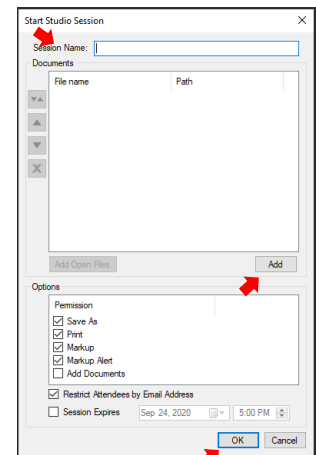 Start Studio Session
Session Name:
Documents
File name Path
Add Open Files Add
Options
Permission
Save As
Print
Markup
Markup Alert
Add Documents
Restrict Attendees by Email Address
Session Expires Sep 24, 2020 5:00 PM
OK Cancel